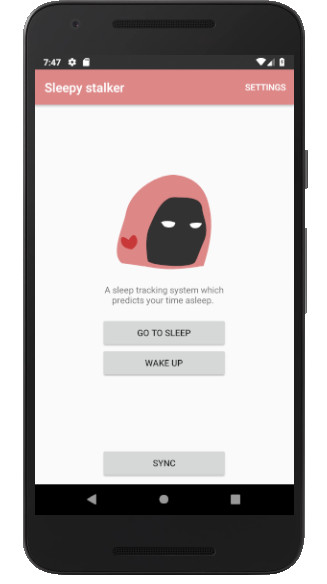 7:47
Sleepy stalker
SETTINGS
A sleep tracking system which
predicts your time asleep.
GO TO SLEEP
WAKE UP
SYNC